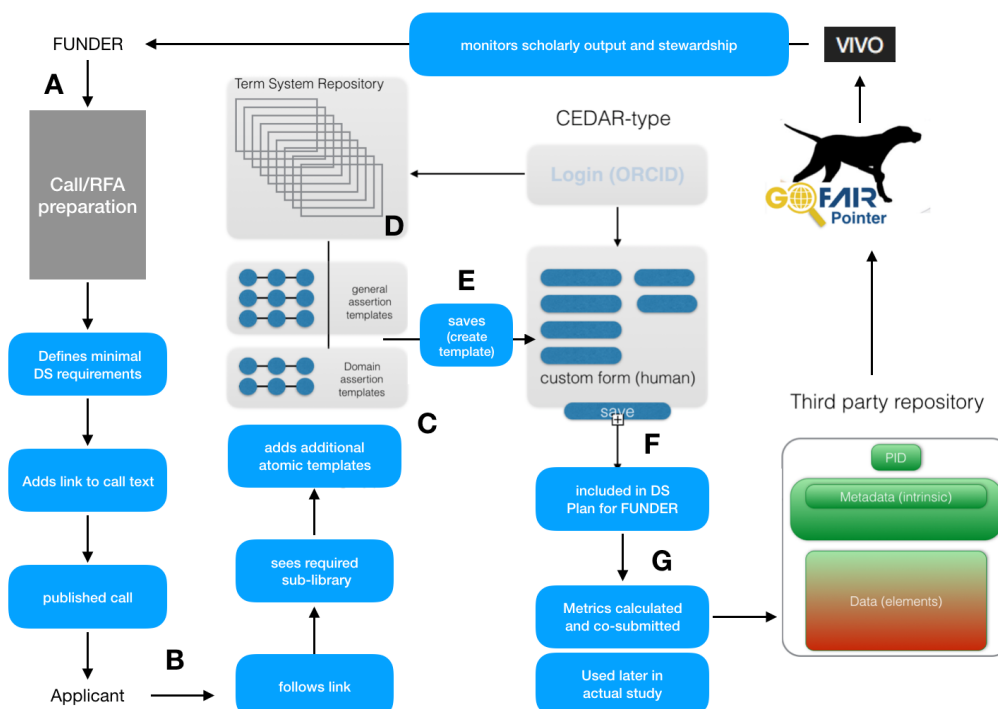 FUNDER
monitors scholarly output and stewardship
VIVO
A
Call/RFA
preparation
Term System Repository
D
CEDAR-type
Login (ORCID)
GO FAIR
Pointer
general
assertion
templates
E
saves
(create
template)
Defines minimal
DS requirements
Domain
assertion
templates
custom form (human)
save
C
Third party repository
adds additional
atomic templates
F
Adds link to call text
included in DS
Plan for FUNDER
PID
Metadata (intrinsic)
sees required
sub-library
G
published call
Metrics calculated
and co-submitted
Data (elements)
B
Applicant
follows link
Used later in
actual study